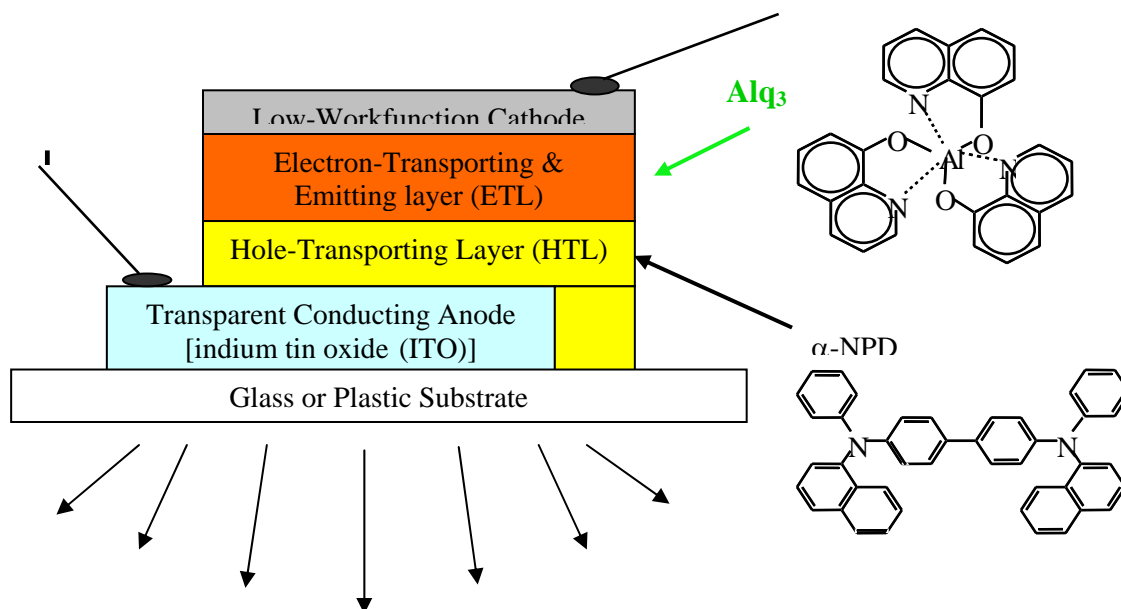 Low-Workfunction Cathode
Electron-Transporting &
Emitting layer (ETL)
Hole-Transporting Layer (HTL)
Transparent Conducting Anode
[indium tin oxide (ITO)]
Glass or Plastic Substrate
Alq₃
N
O
O
Al
N
N
O
α-NPD
N
N